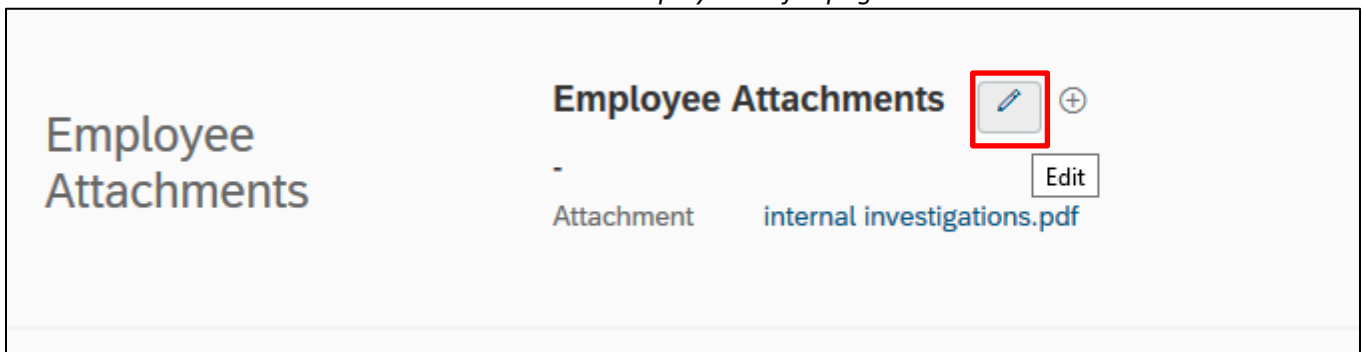 Employee
Attachments
Employee Attachments
-
Edit
Attachment internal investigations.pdf